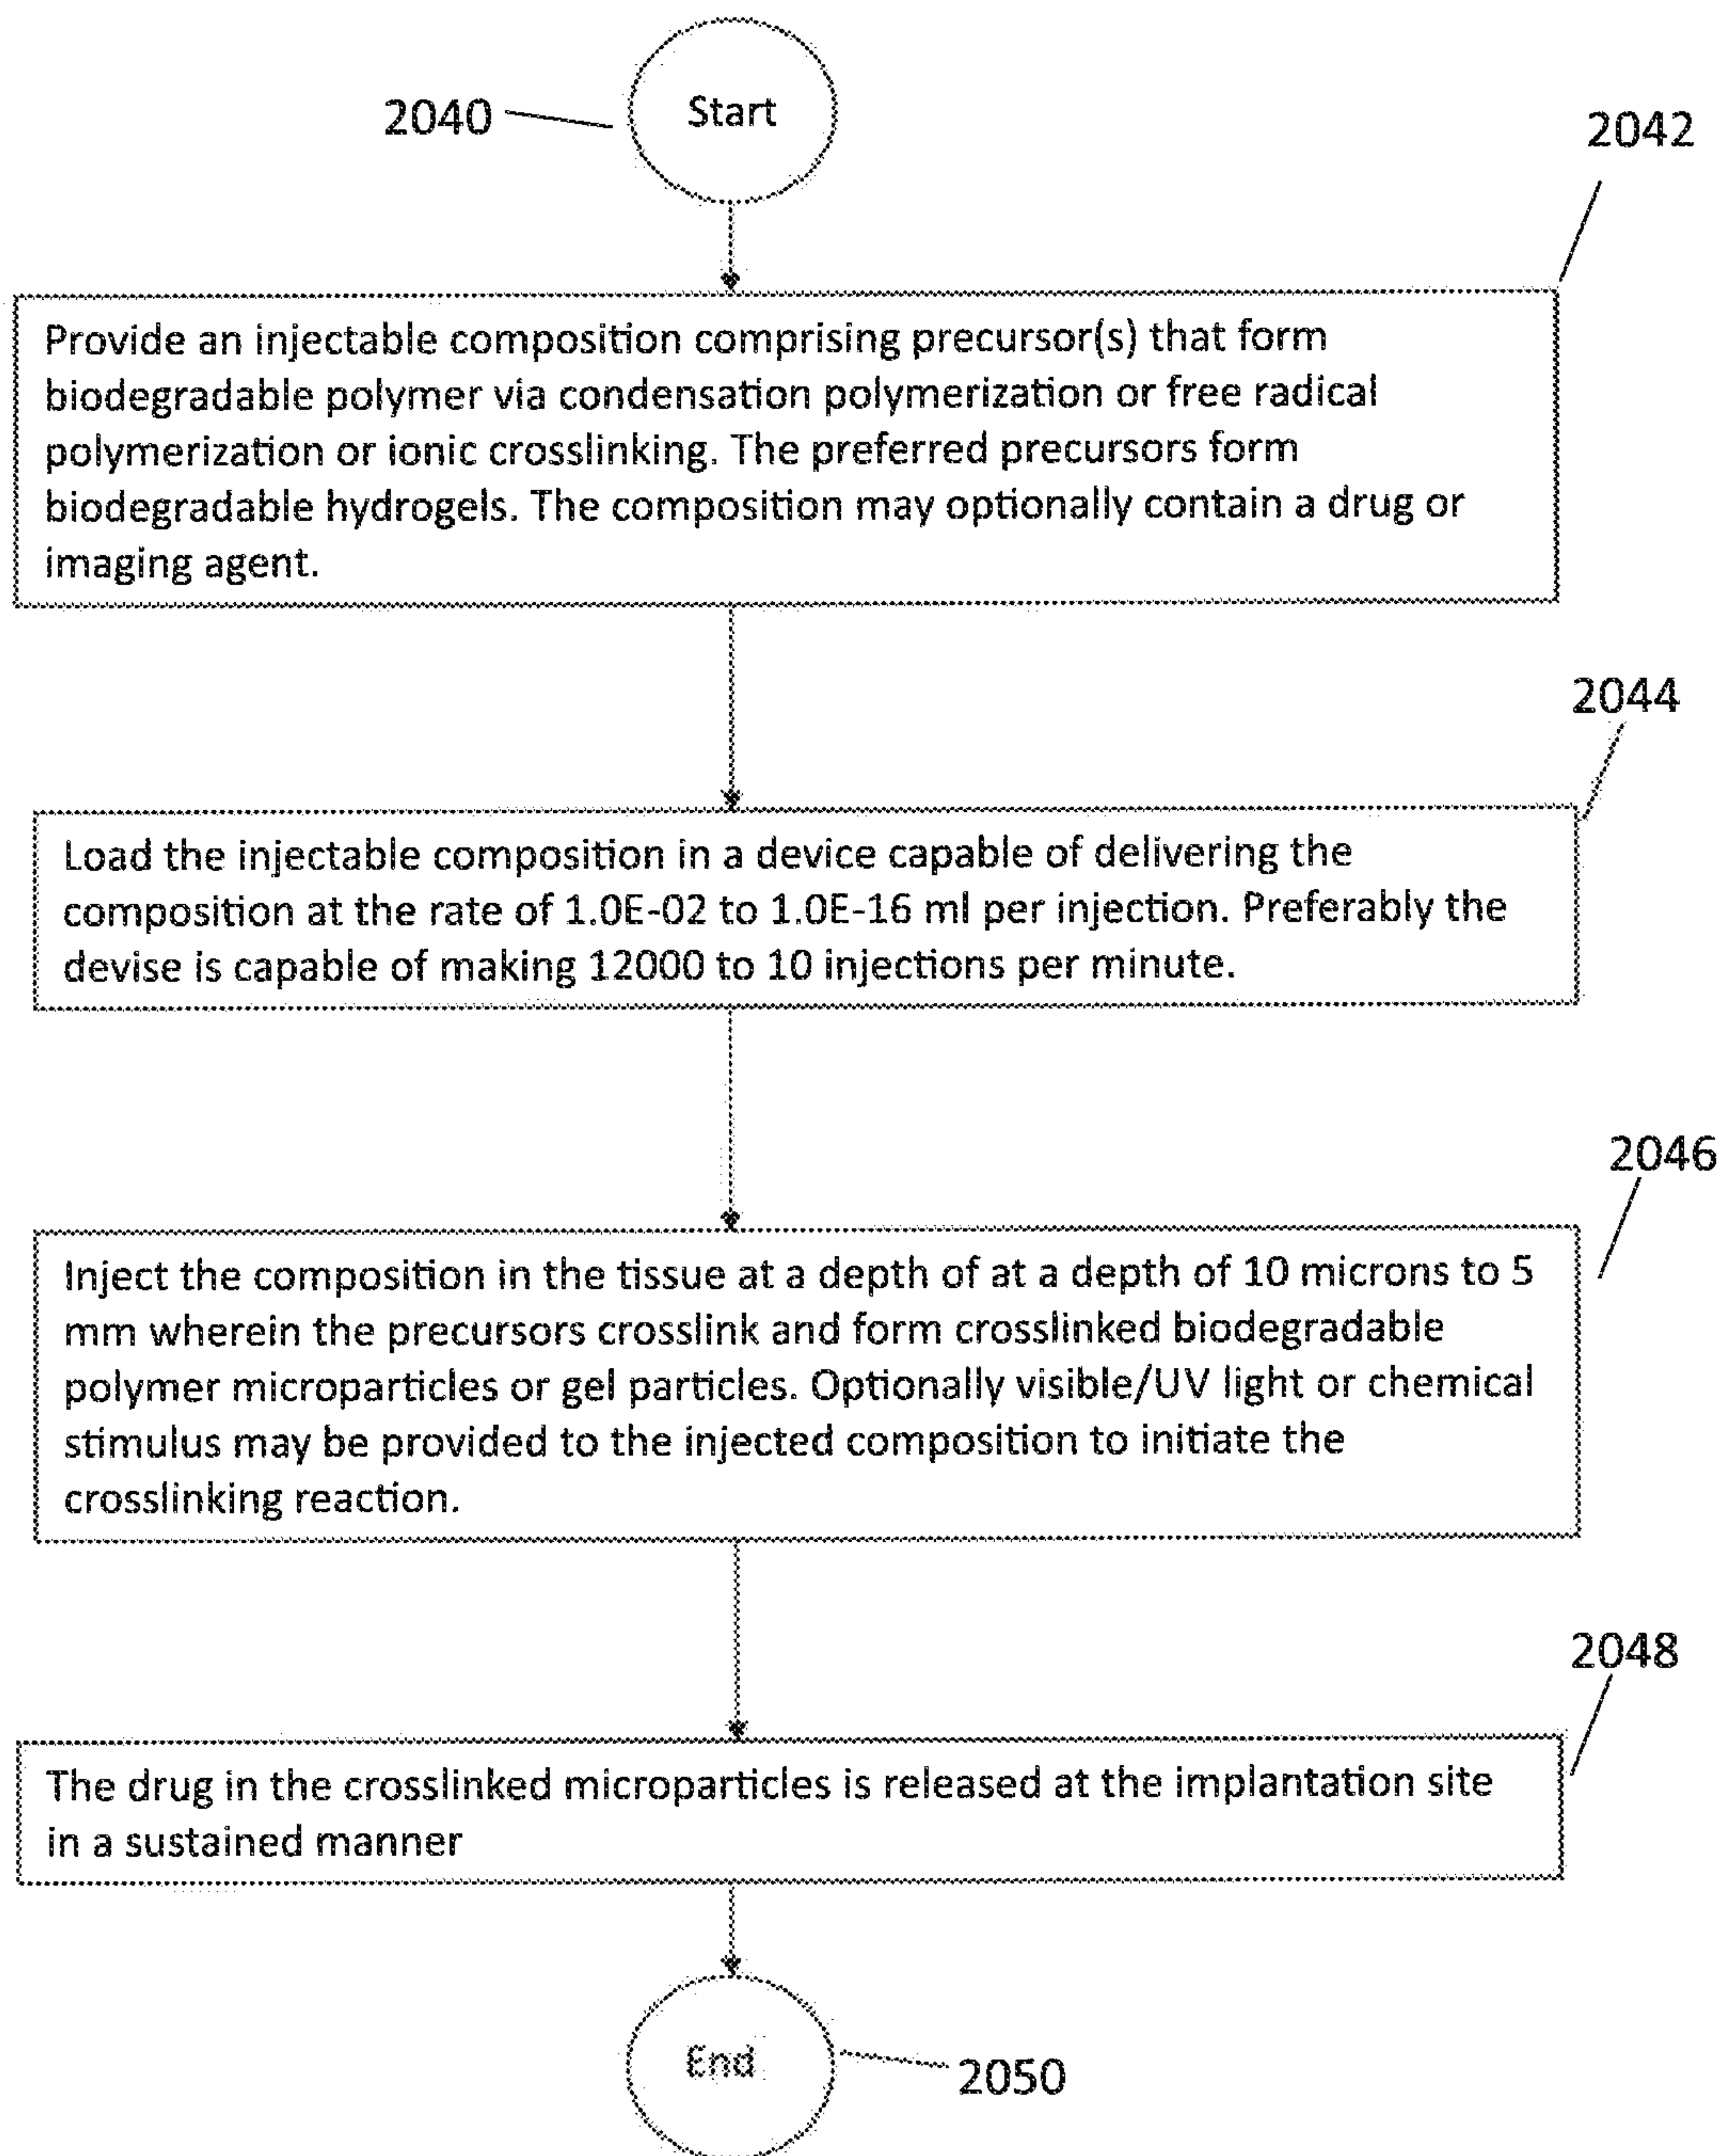 Start
2040
2042
Provide an injectable composition comprising precursor(s) that form
biodegradable polymer via condensation polymerization or free radical
polymerization or ionic crosslinking. The preferred precursors form
biodegradable hydrogels. The composition may optionally contain a drug or
imaging agent.
2044
Load the injectable composition in a device capable of delivering the
composition at the rate of 1.0E-02 to 1.0E-16 ml per injection. Preferably the
devise is capable of making 12000 to 10 injections per minute.
2046
Inject the composition in the tissue at a depth of at a depth of 10 microns to 5
mm wherein the precursors crosslink and form crosslinked biodegradable
polymer microparticles or gel particles. Optionally visible/UV light or chemical
stimulus may be provided to the injected composition to initiate the
crosslinking reaction.
2048
The drug in the crosslinked microparticles is released at the implantation site
in a sustained manner
End
2050